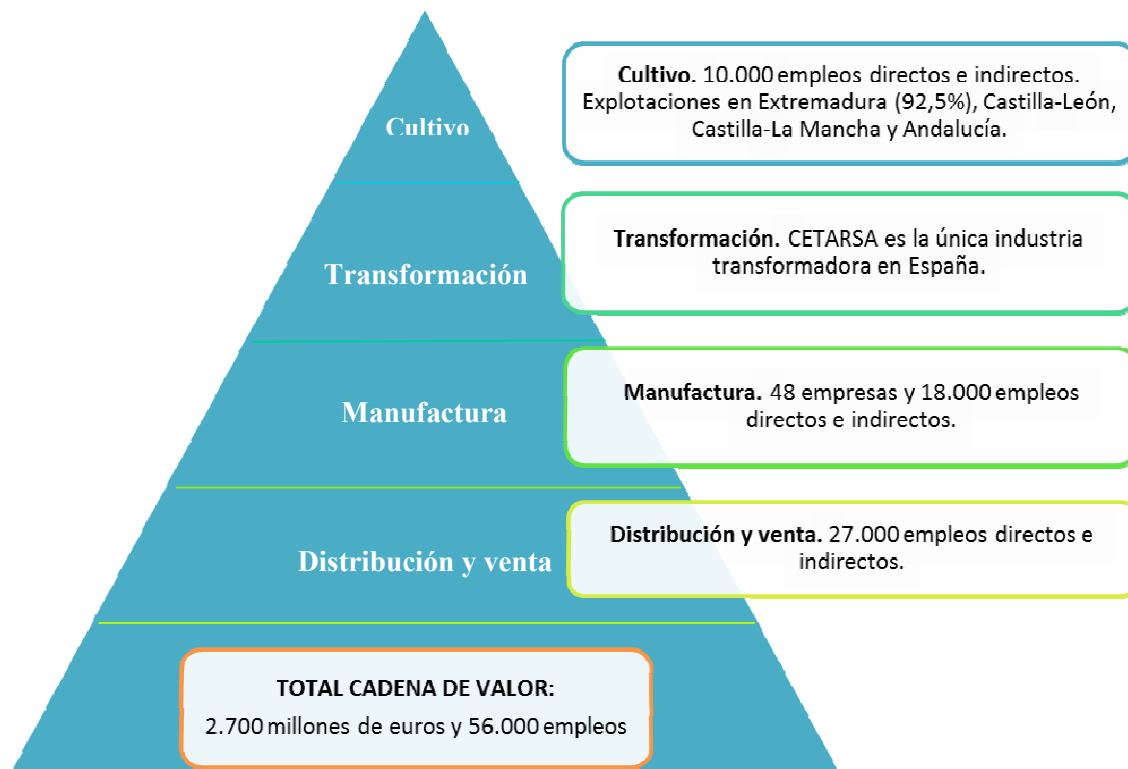 Cultivo
Cultivo. 10.000 empleos directos e indirectos.
Explotaciones en Extremadura (92,5%), Castilla-León,
Castilla-La Mancha y Andalucía.
Transformación
Transformación. CETARSA es la única industria
transformadora en España.
Manufactura
Manufactura. 48 empresas y 18.000 empleos
directos e indirectos.
Distribución y venta
Distribución y venta. 27.000 empleos directos e
indirectos.
TOTAL CADENA DE VALOR:
2.700 millones de euros y 56.000 empleos